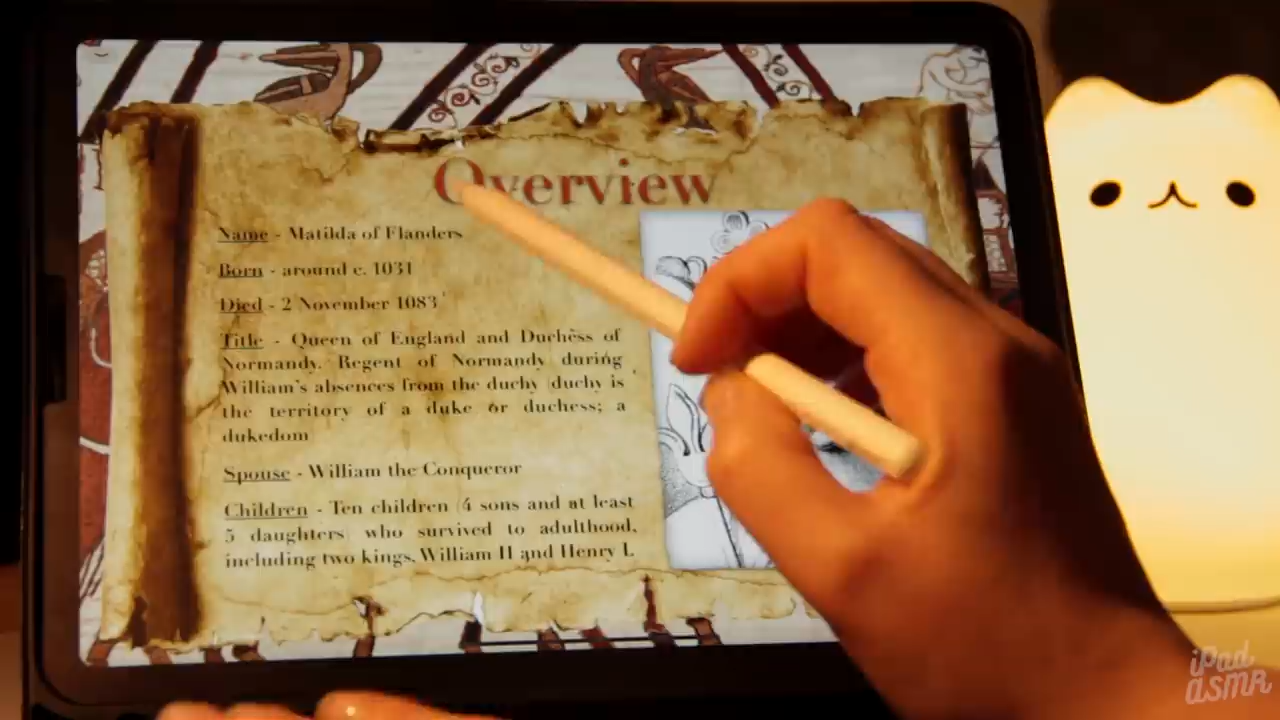 Overview
Name - Matilda of Flanders
Born - around c. 1031
Died - 2 November 1083
Title - Queen of England and Duchess of
Normandy. Regent of Normandy during
William's absences from the duchy (duchy is
the territory of a duke or duchess; a
dukedom
Spouse - William the Conqueror
Children - Ten children (4 sons and at least
5 daughters) who survived to adulthood,
including two kings, William II and Henry I.
iPad
ASMR